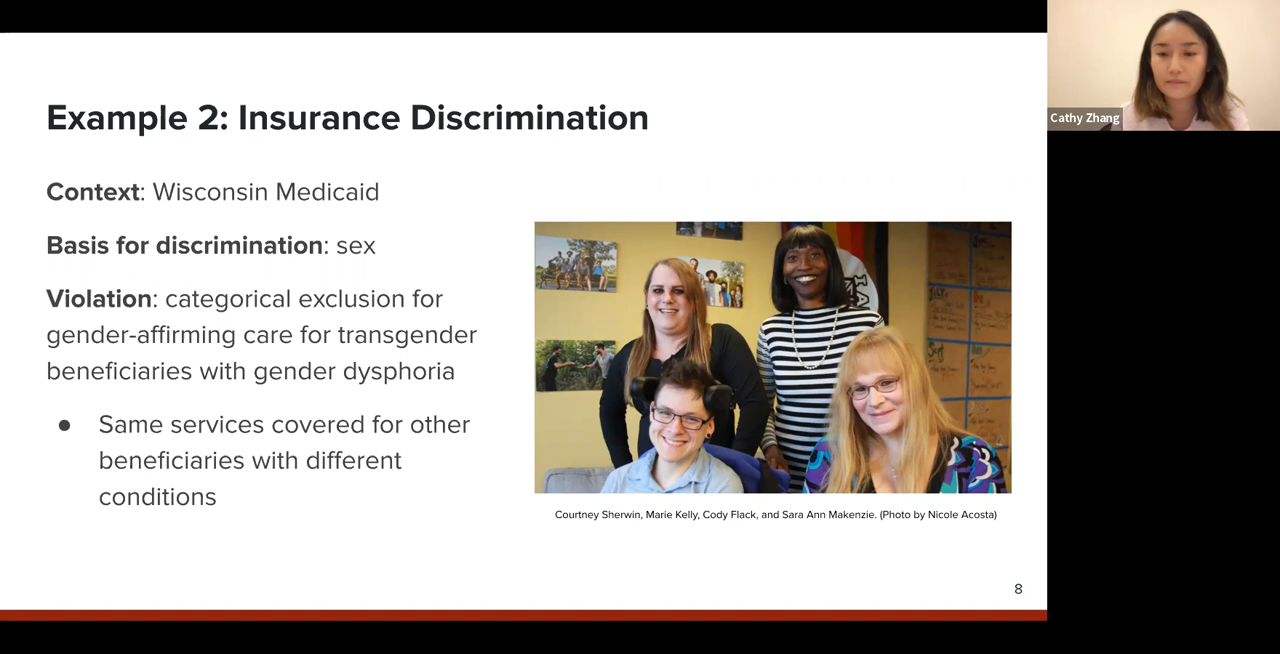 Example 2: Insurance Discrimination
Context: Wisconsin Medicaid
Basis for discrimination: sex
Violation: categorical exclusion for
gender-affirming care for transgender
beneficiaries with gender dysphoria
● Same services covered for other
beneficiaries with different
conditions
Courtney Sherwin, Marie Kelly, Cody Flack, and Sara Ann Makenzie. (Photo by Nicole Acosta)
8
Cathy Zhang